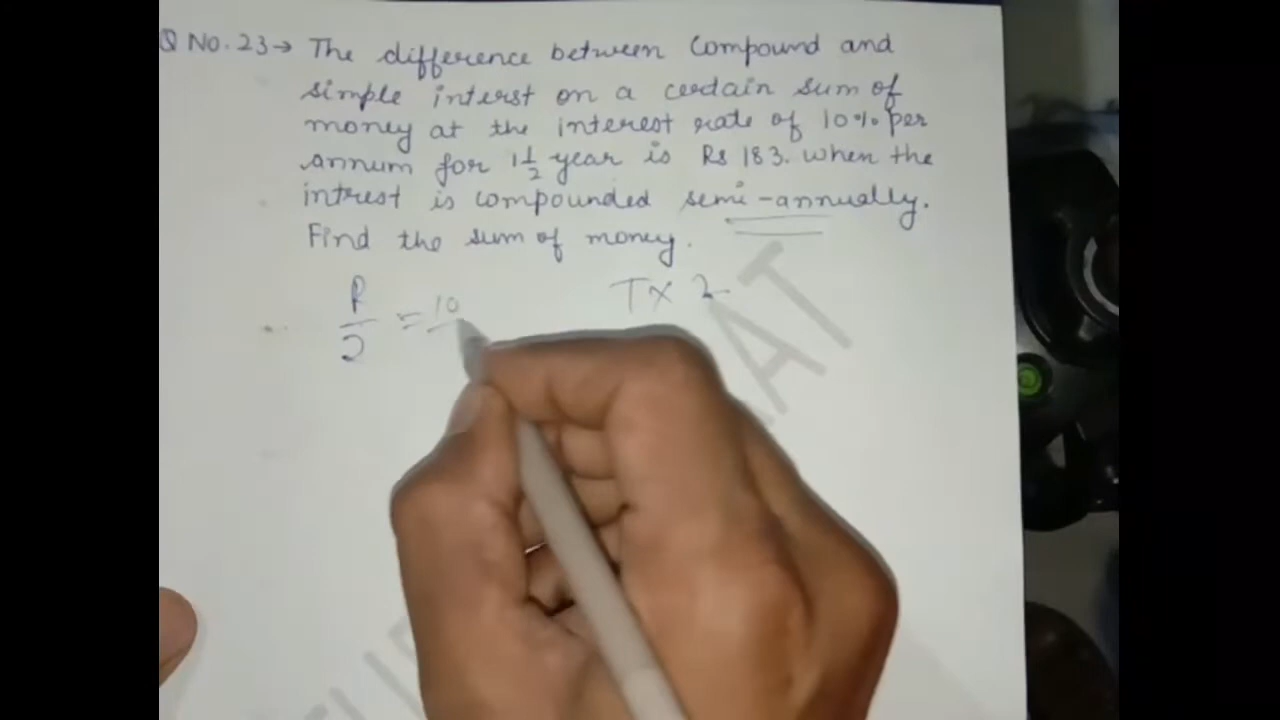 Q No. 23→ The difference between compound and
simple interst on a certain sum of
money at the interest rate of 10% per
annum for 1 1/2 year is Rs 183. when the
intrest is compounded semi-annually.
Find the sum of money.
R/2 = 10 T × 2